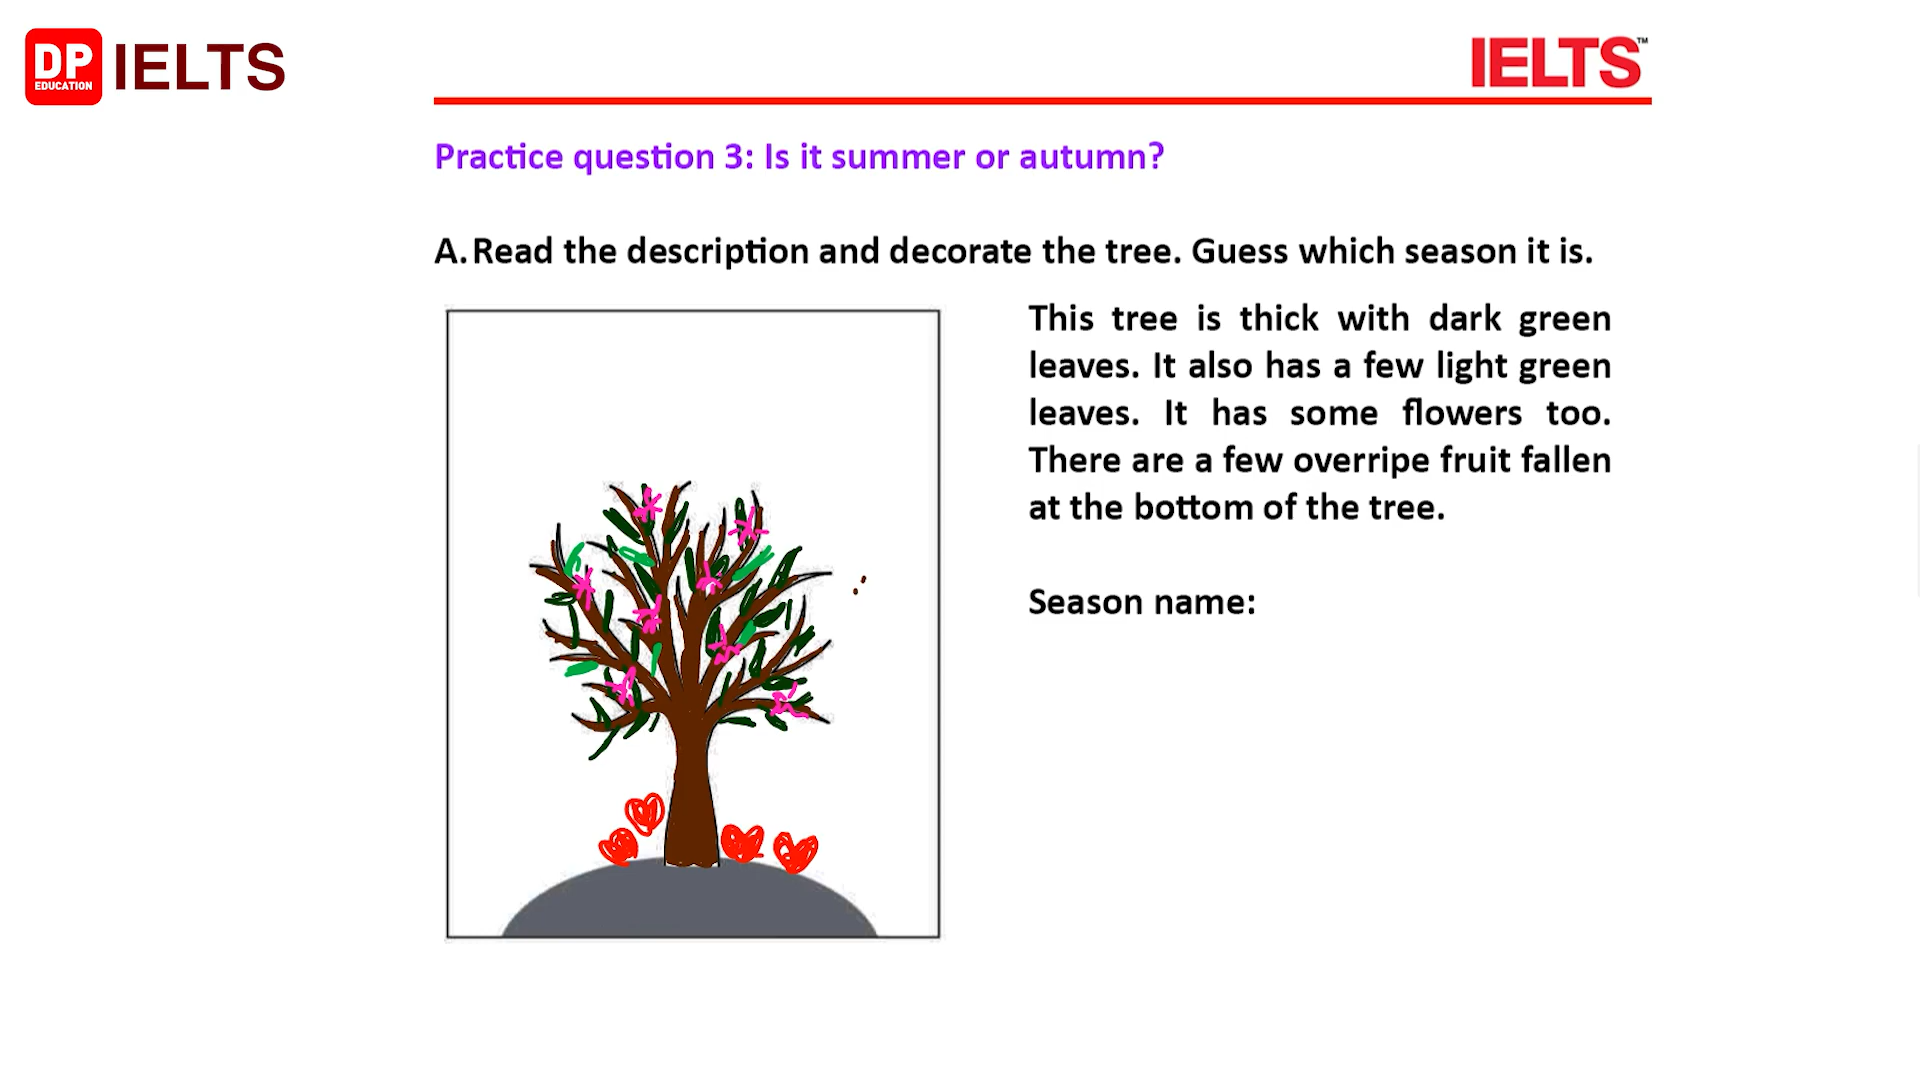 DP
EDUCATION
IELTS
IELTS™
Practice question 3: Is it summer or autumn?
A. Read the description and decorate the tree. Guess which season it is.
This tree is thick with dark green
leaves. It also has a few light green
leaves. It has some flowers too.
There are a few overripe fruit fallen
at the bottom of the tree.
Season name: